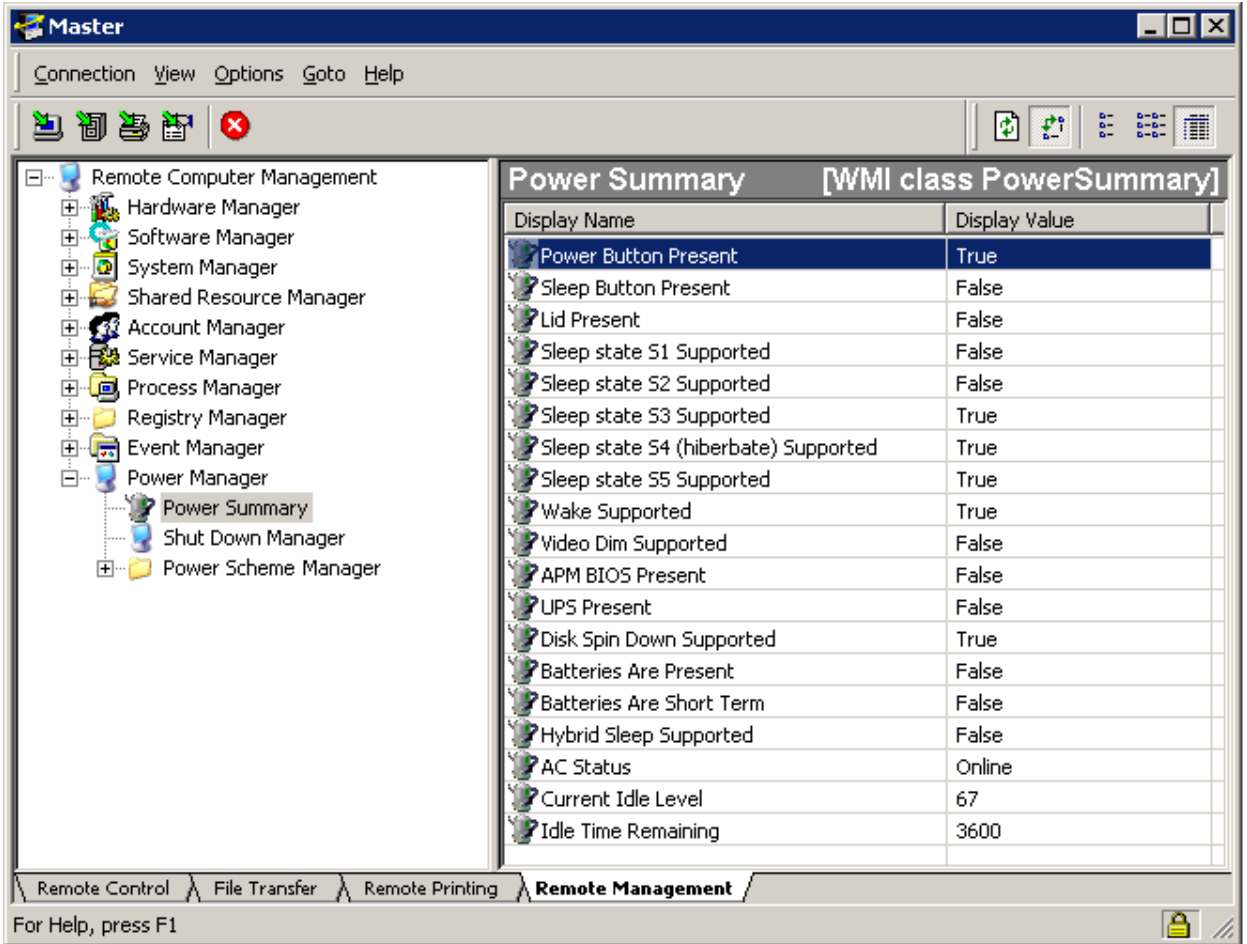 Master
Connection View Options Goto Help
Remote Computer Management
Hardware Manager
Software Manager
System Manager
Shared Resource Manager
Account Manager
Service Manager
Process Manager
Registry Manager
Event Manager
Power Manager
Power Summary
Shut Down Manager
Power Scheme Manager
Power Summary [WMI class PowerSummary]
Display Name Display Value
Power Button Present True
Sleep Button Present False
Lid Present False
Sleep state S1 Supported False
Sleep state S2 Supported False
Sleep state S3 Supported True
Sleep state S4 (hiberbate) Supported True
Sleep state S5 Supported True
Wake Supported True
Video Dim Supported False
APM BIOS Present False
UPS Present False
Disk Spin Down Supported True
Batteries Are Present False
Batteries Are Short Term False
Hybrid Sleep Supported False
AC Status Online
Current Idle Level 67
Idle Time Remaining 3600
Remote Control File Transfer Remote Printing Remote Management
For Help, press F1